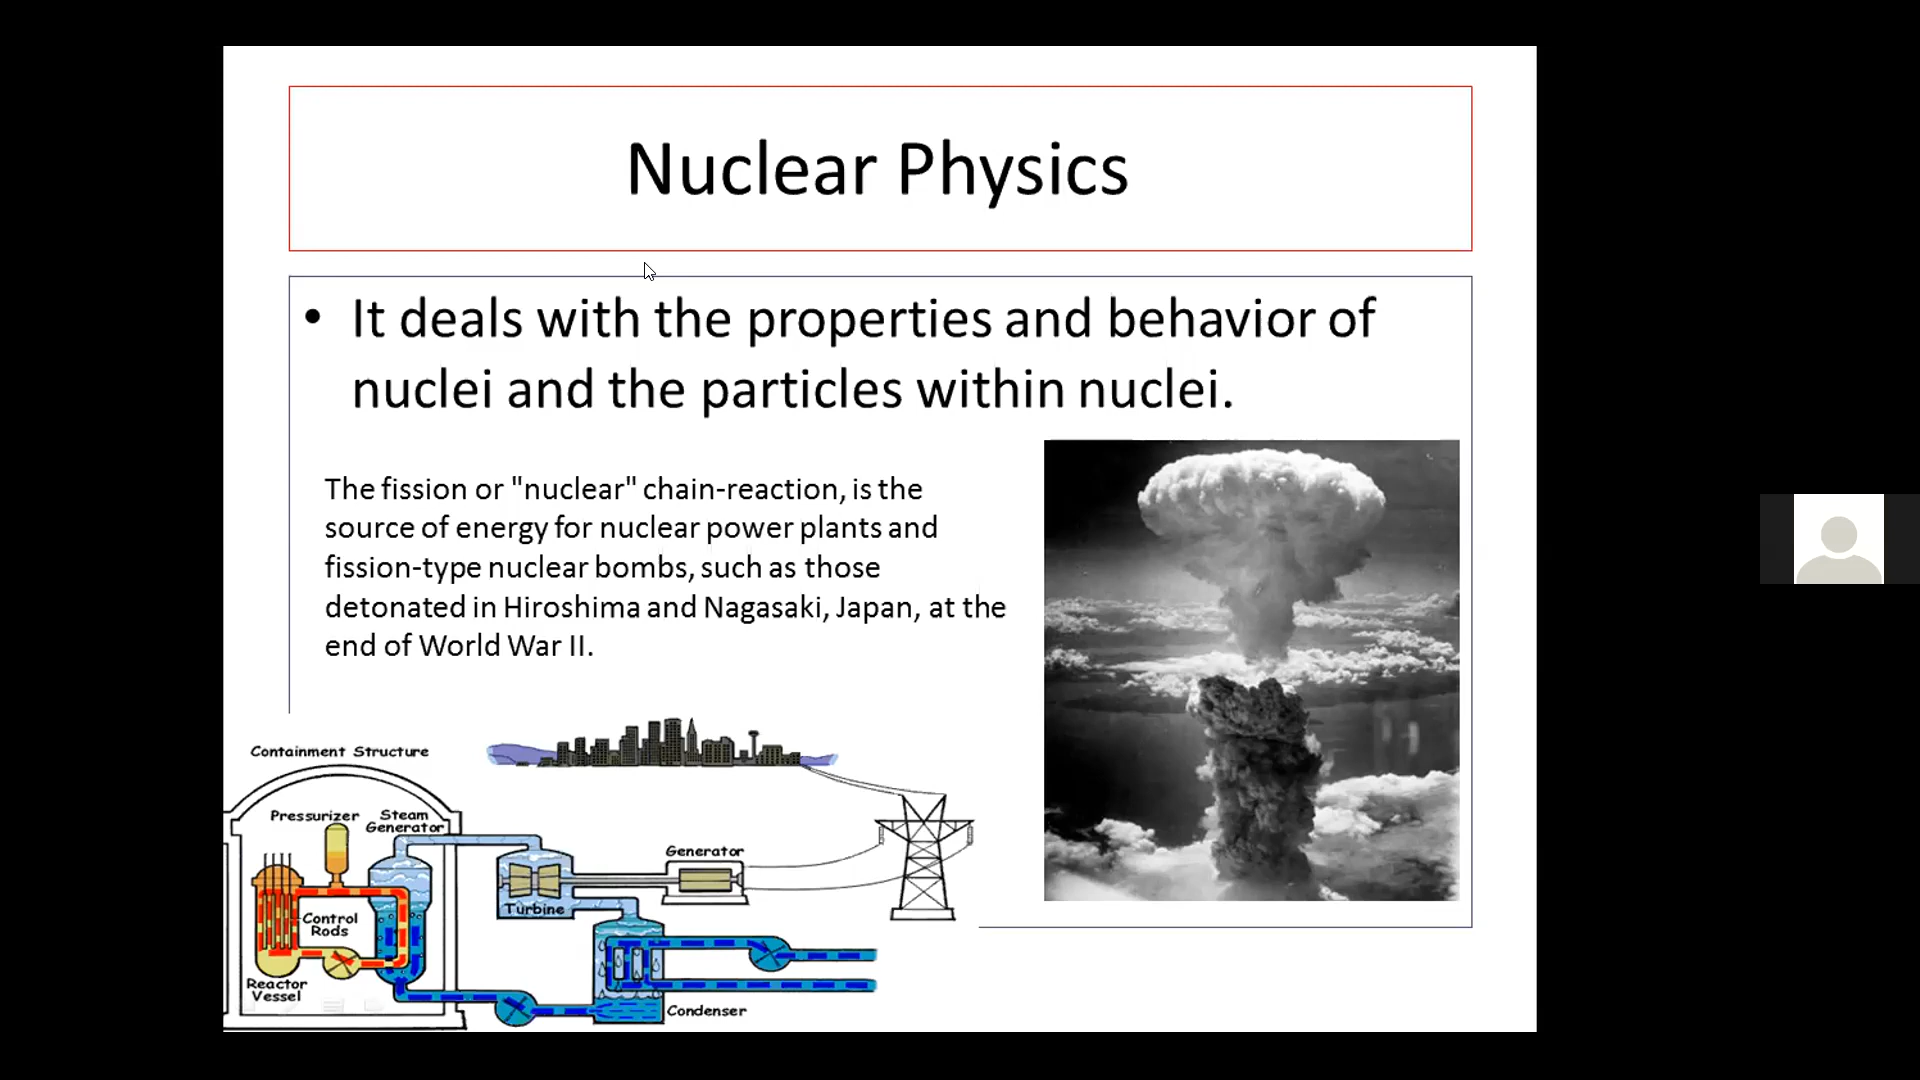 Nuclear Physics
• It deals with the properties and behavior of
nuclei and the particles within nuclei.
The fission or "nuclear" chain-reaction, is the
source of energy for nuclear power plants and
fission-type nuclear bombs, such as those
detonated in Hiroshima and Nagasaki, Japan, at the
end of World War II.
Containment Structure
Pressurizer
Steam
Generator
Generator
Turbine
Control
Rods
Reactor
Vessel
Condenser